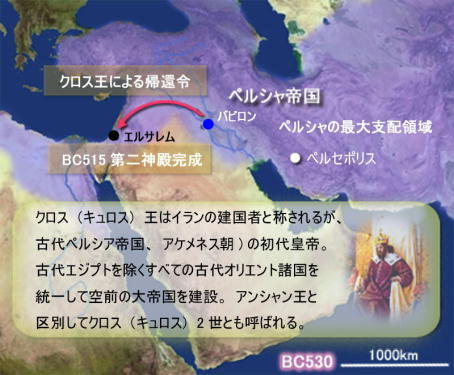 クロス王による帰還令
ペルシャ帝国
バビロン
ペルシャの最大支配領域
エルサレム
ペルセポリス
BC515 第二神殿完成
クロス（キュロス）王はイランの建国者と称されるが、
古代ペルシア帝国、アケメネス朝）の初代皇帝。
古代エジプトを除くすべての古代オリエント諸国を
統一して空前の大帝国を建設。アンシャン王と
区別してクロス（キュロス）２世とも呼ばれる。
BC530
1000km